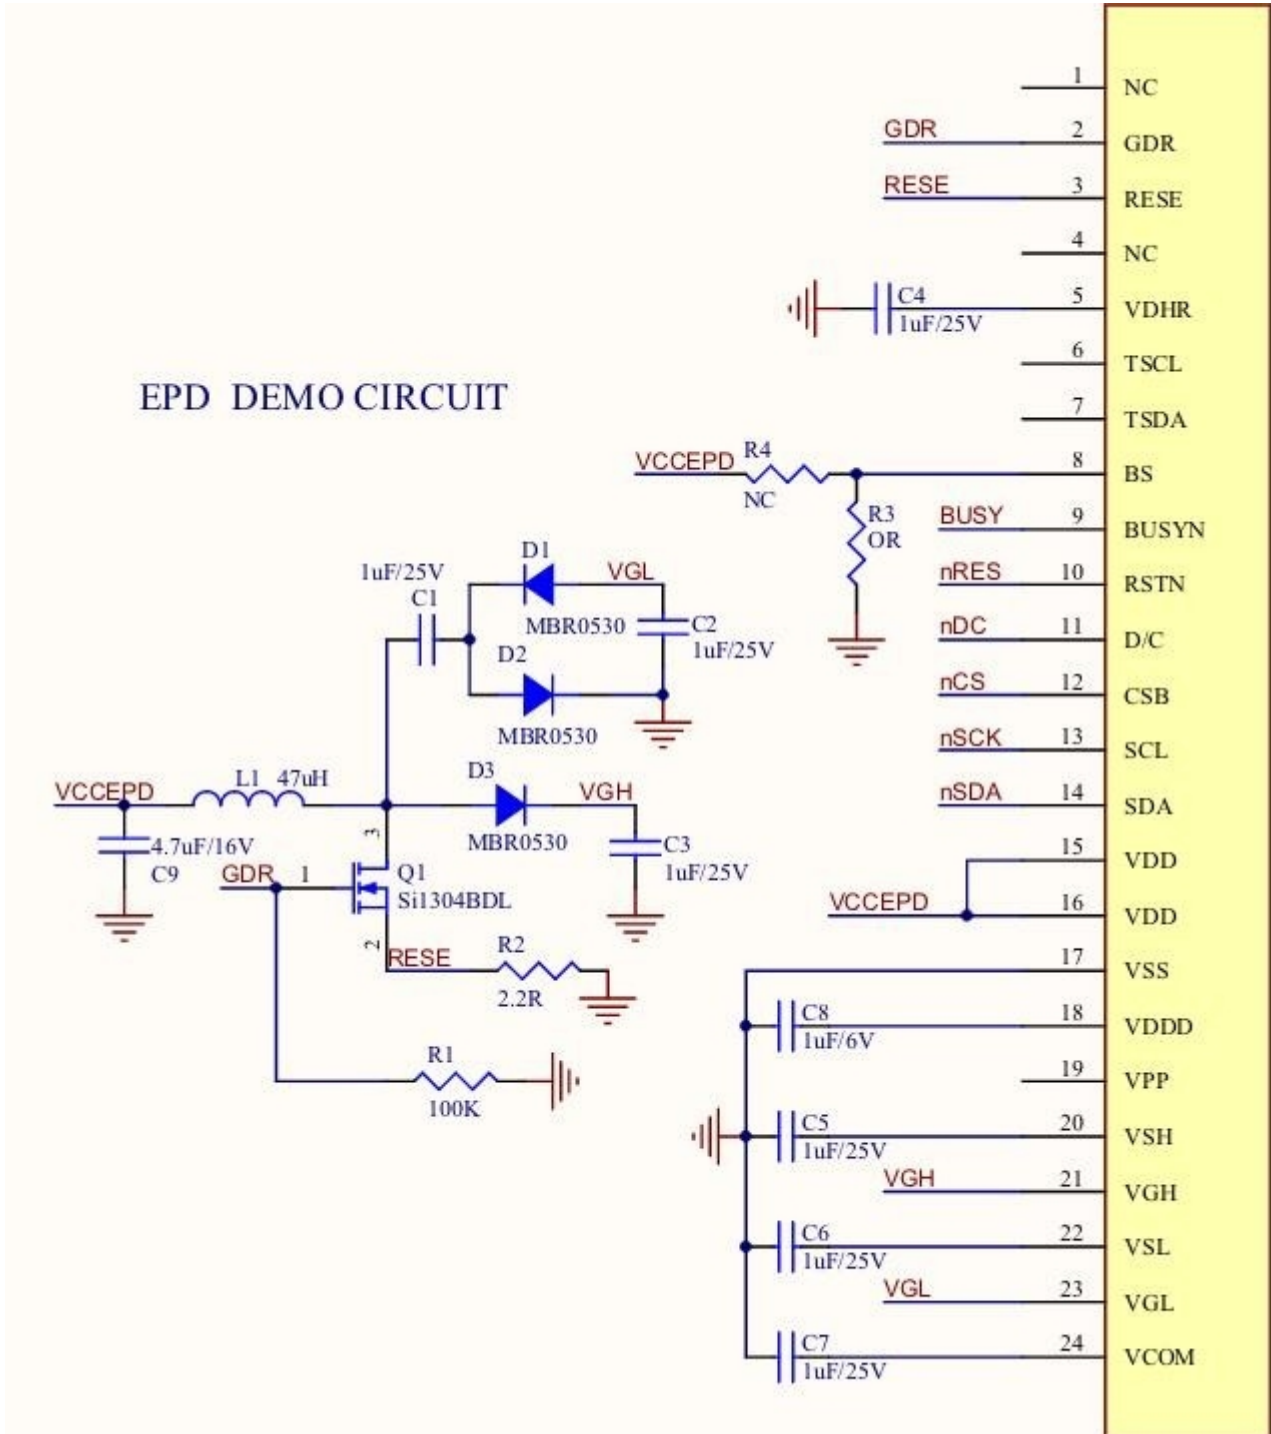 1 NC
GDR 2 GDR
RESE 3 RESE
4 NC
C4 5 VDHR
1uF/25V
6 TSCL
EPD DEMO CIRCUIT
7 TSDA
R4
VCCEPD 8 BS
NC
R3
OR
BUSY 9 BUSYN
D1
1uF/25V VGL nRES 10 RSTN
C1
MBR0530 C2 nDC 11 D/C
1uF/25V
D2
nCS 12 CSB
MBR0530
nSCK 13 SCL
D3
L1 47uH
VCCEPD VGH nSDA 14 SDA
3
4.7uF/16V MBR0530 C3
1uF/25V
15 VDD
C9
GDR 1 Q1
Si1304BDL VCCEPD 16 VDD
2
RESE R2
17 VSS
2.2R
C8 18 VDDD
1uF/6V
R1
19 VPP
100K
C5 20 VSH
1uF/25V
VGH 21 VGH
C6 22 VSL
1uF/25V
VGL 23 VGL
C7 24 VCOM
1uF/25V